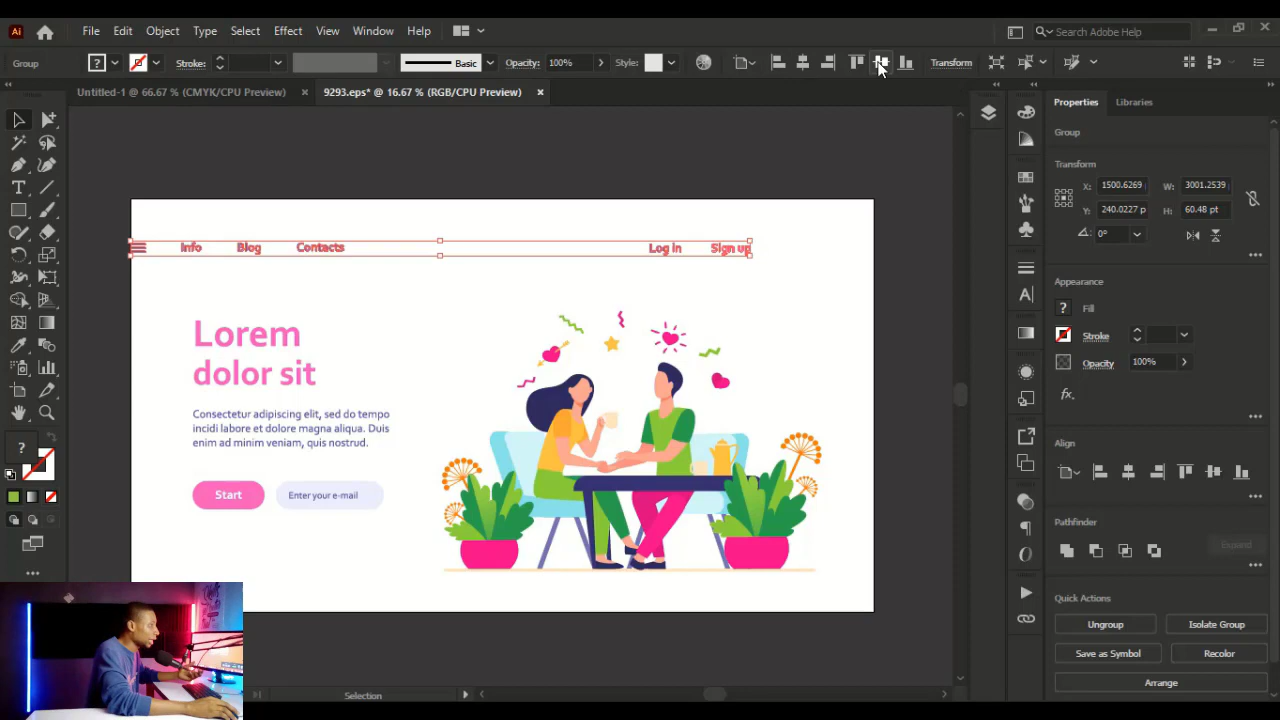 Ai File Edit Object Type Select Effect View Window Help Search Adobe Help
Group ? Stroke: Basic Opacity: 100% Style: Transform
Untitled-1 @ 66.67 % (CMYK/CPU Preview) × 9293.eps* @ 16.67 % (RGB/CPU Preview) ×
Properties Libraries
Group
Transform
X: 1500.6269 W: 3001.2539
Y: 240.0227 p H: 60.48 pt
0°
Appearance
? Fill
Stroke
Opacity 100%
fx.
Align
Pathfinder
Expand
Quick Actions
Ungroup Isolate Group
Save as Symbol Recolor
Arrange
Info Blog Contacts Log in Sign up
Lorem
dolor sit
Consectetur adipiscing elit, sed do tempo
incidi labore et dolore magna aliqua. Duis
enim ad minim veniam, quis nostrud.
Start Enter your e-mail
?
Selection